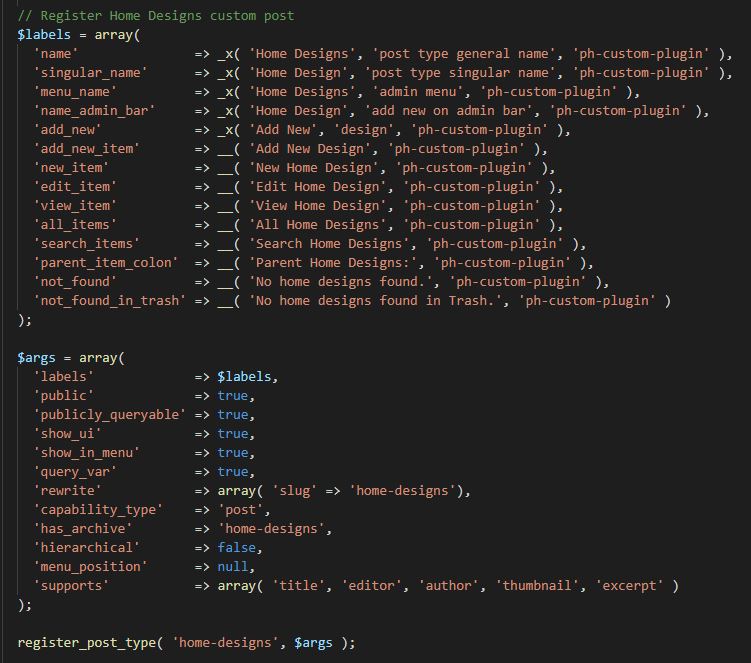 // Register Home Designs custom post
$labels = array(
'name' => _x( 'Home Designs', 'post type general name', 'ph-custom-plugin' ),
'singular_name' => _x( 'Home Design', 'post type singular name', 'ph-custom-plugin' ),
'menu_name' => _x( 'Home Designs', 'admin menu', 'ph-custom-plugin' ),
'name_admin_bar' => _x( 'Home Design', 'add new on admin bar', 'ph-custom-plugin' ),
'add_new' => _x( 'Add New', 'design', 'ph-custom-plugin' ),
'add_new_item' => __( 'Add New Design', 'ph-custom-plugin' ),
'new_item' => __( 'New Home Design', 'ph-custom-plugin' ),
'edit_item' => __( 'Edit Home Design', 'ph-custom-plugin' ),
'view_item' => __( 'View Home Design', 'ph-custom-plugin' ),
'all_items' => __( 'All Home Designs', 'ph-custom-plugin' ),
'search_items' => __( 'Search Home Designs', 'ph-custom-plugin' ),
'parent_item_colon' => __( 'Parent Home Designs:', 'ph-custom-plugin' ),
'not_found' => __( 'No home designs found.', 'ph-custom-plugin' ),
'not_found_in_trash' => __( 'No home designs found in Trash.', 'ph-custom-plugin' )
);
$args = array(
'labels' => $labels,
'public' => true,
'publicly_queryable' => true,
'show_ui' => true,
'show_in_menu' => true,
'query_var' => true,
'rewrite' => array( 'slug' => 'home-designs'),
'capability_type' => 'post',
'has_archive' => 'home-designs',
'hierarchical' => false,
'menu_position' => null,
'supports' => array( 'title', 'editor', 'author', 'thumbnail', 'excerpt' )
);
register_post_type( 'home-designs', $args );